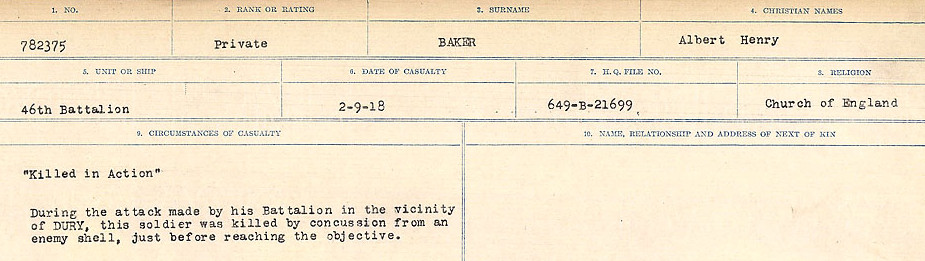 1. NO. 2. RANK OR RATING 3. SURNAME 4. CHRISTIAN NAMES
782375 Private BAKER Albert Henry
5. UNIT OR SHIP 6. DATE OF CASUALTY 7. H.Q. FILE NO. 8. RELIGION
46th Battalion 2-9-18 649-B-21699 Church of England
9. CIRCUMSTANCES OF CASUALTY 10. NAME, RELATIONSHIP AND ADDRESS OF NEXT OF KIN
"Killed in Action"
During the attack made by his Battalion in the vicinity
of DURY, this soldier was killed by concussion from an
enemy shell, just before reaching the objective.